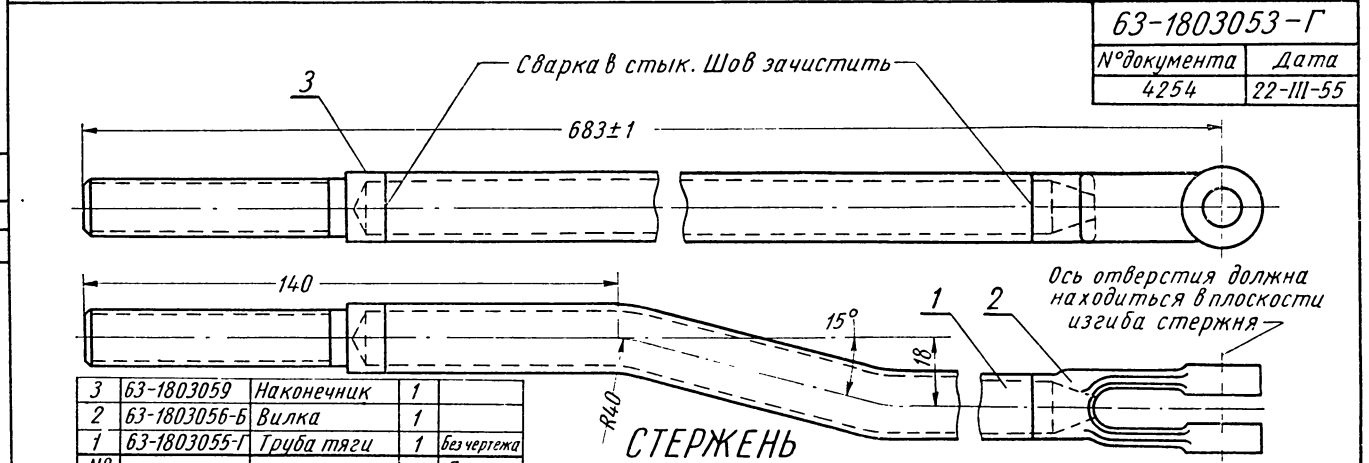 63-1803053-Г
№ документа Дата
4254 22-III-55
Сварка в стык. Шов зачистить
3
683±1
140
Ось отверстия должна
находиться в плоскости
изгиба стержня
1
2
15°
18
R40
3 63-1803059 Наконечник 1
2 63-1803056-Б Вилка 1
1 63-1803055-Г Труба тяги 1 Без чертежа
СТЕРЖЕНЬ